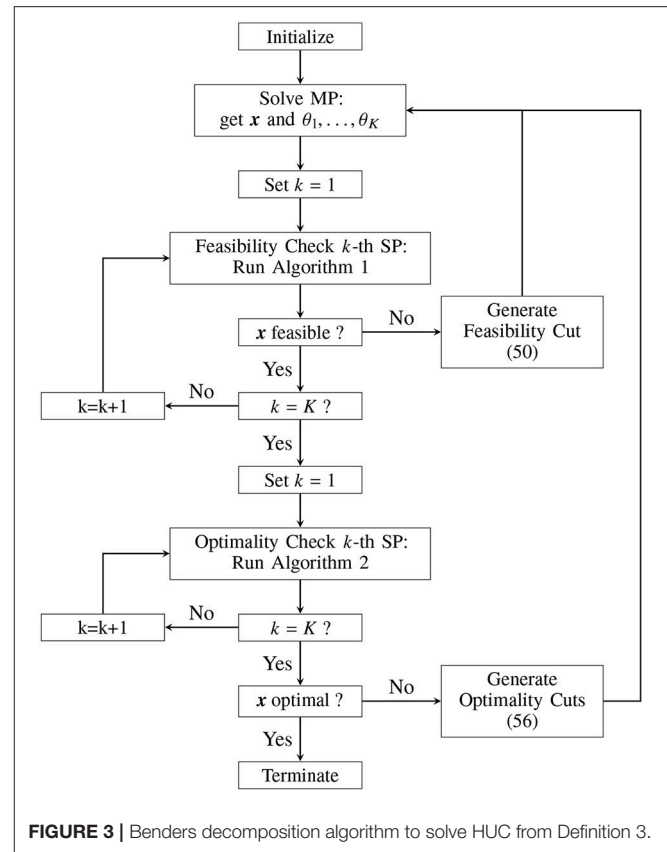 Initialize
Solve MP:
get x and θ₁, . . . , θ_K
Set k = 1
Feasibility Check k-th SP:
Run Algorithm 1
x feasible ?
No
Generate
Feasibility Cut
(50)
Yes
k = K ?
No
k=k+1
Yes
Set k = 1
Optimality Check k-th SP:
Run Algorithm 2
k = K ?
No
k=k+1
Yes
x optimal ?
No
Generate
Optimality Cuts
(56)
Yes
Terminate
FIGURE 3 | Benders decomposition algorithm to solve HUC from Definition 3.